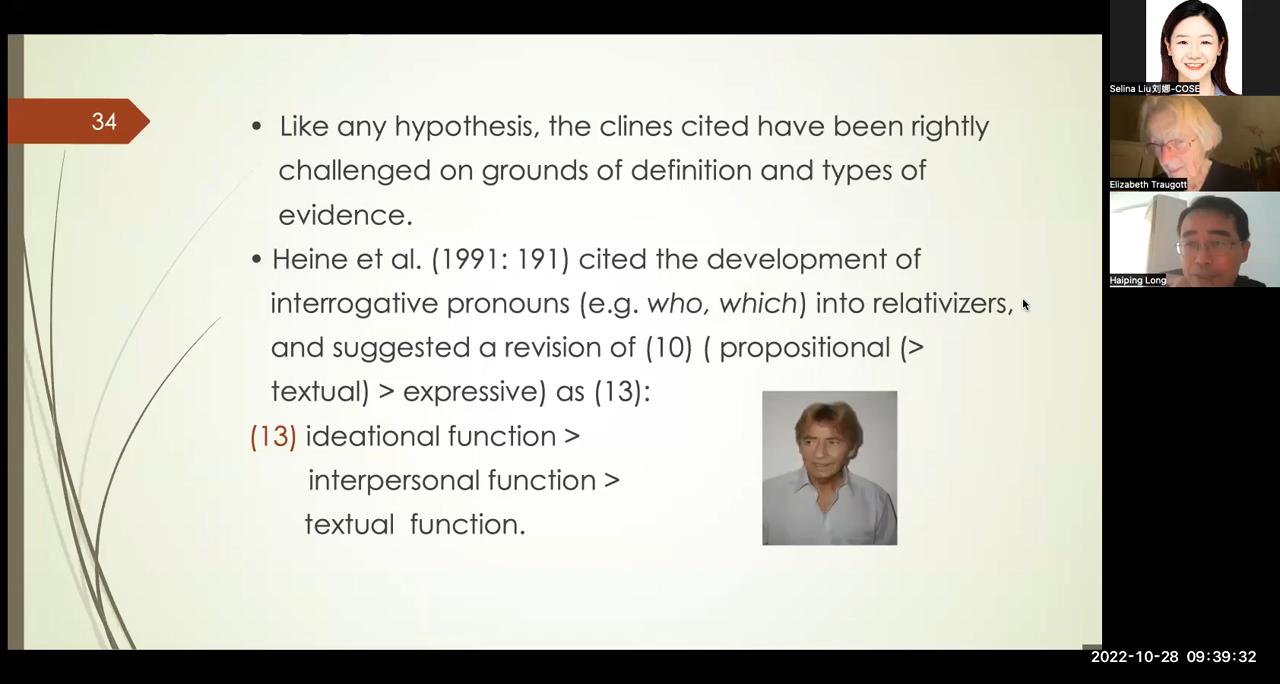 34
• Like any hypothesis, the clines cited have been rightly
challenged on grounds of definition and types of
evidence.
• Heine et al. (1991: 191) cited the development of
interrogative pronouns (e.g. who, which) into relativizers,
and suggested a revision of (10) ( propositional (>
textual) > expressive) as (13):
(13) ideational function >
interpersonal function >
textual function.
Selina Liu刘娜-COSE
Elizabeth Traugott
Haiping Long
2022-10-28 09:39:32